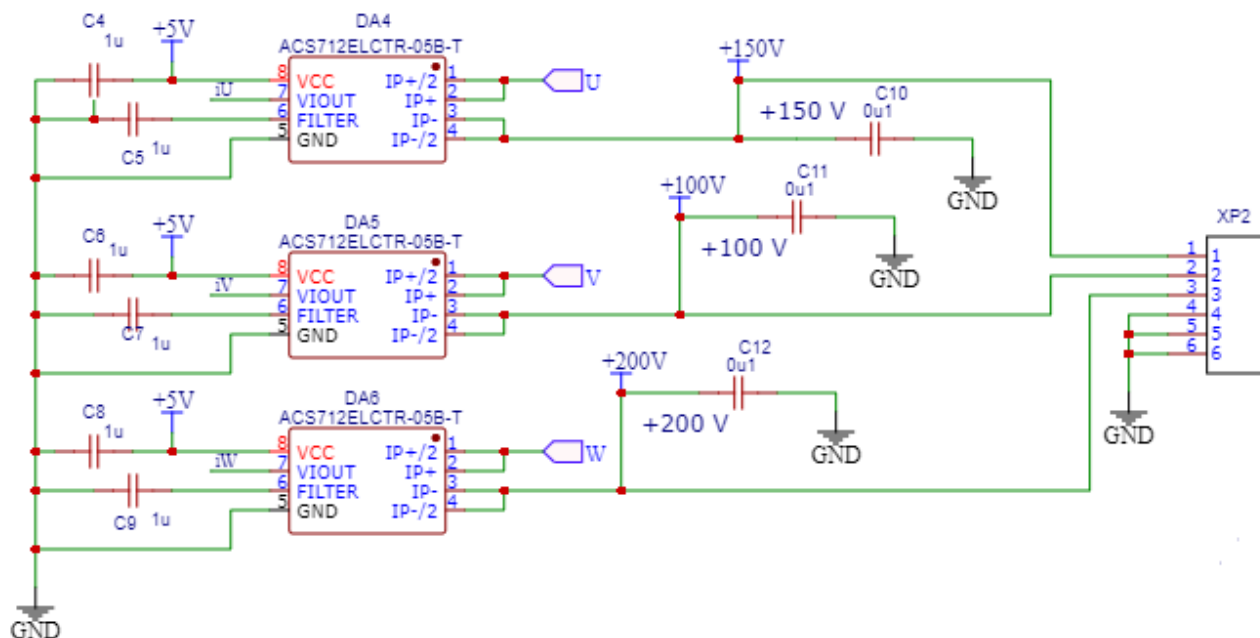 C4
1u
+5V
DA4
ACS712ELCTR-05B-T
8
VCC
IP+/2
1
U
iU
7
VIOUT
IP+
2
6
FILTER
IP-
3
5
GND
IP-/2
4
C5
1u
+150V
+150 V
C10
0u1
GND
+100V
C11
0u1
+100 V
GND
C6
1u
+5V
DA5
ACS712ELCTR-05B-T
8
VCC
IP+/2
1
V
iV
7
VIOUT
IP+
2
6
FILTER
IP-
3
5
GND
IP-/2
4
C7
1u
XP2
1
1
2
2
3
3
4
4
5
5
6
6
GND
+200V
C12
0u1
+200 V
GND
C8
1u
+5V
DA6
ACS712ELCTR-05B-T
8
VCC
IP+/2
1
W
iW
7
VIOUT
IP+
2
6
FILTER
IP-
3
5
GND
IP-/2
4
C9
1u
GND